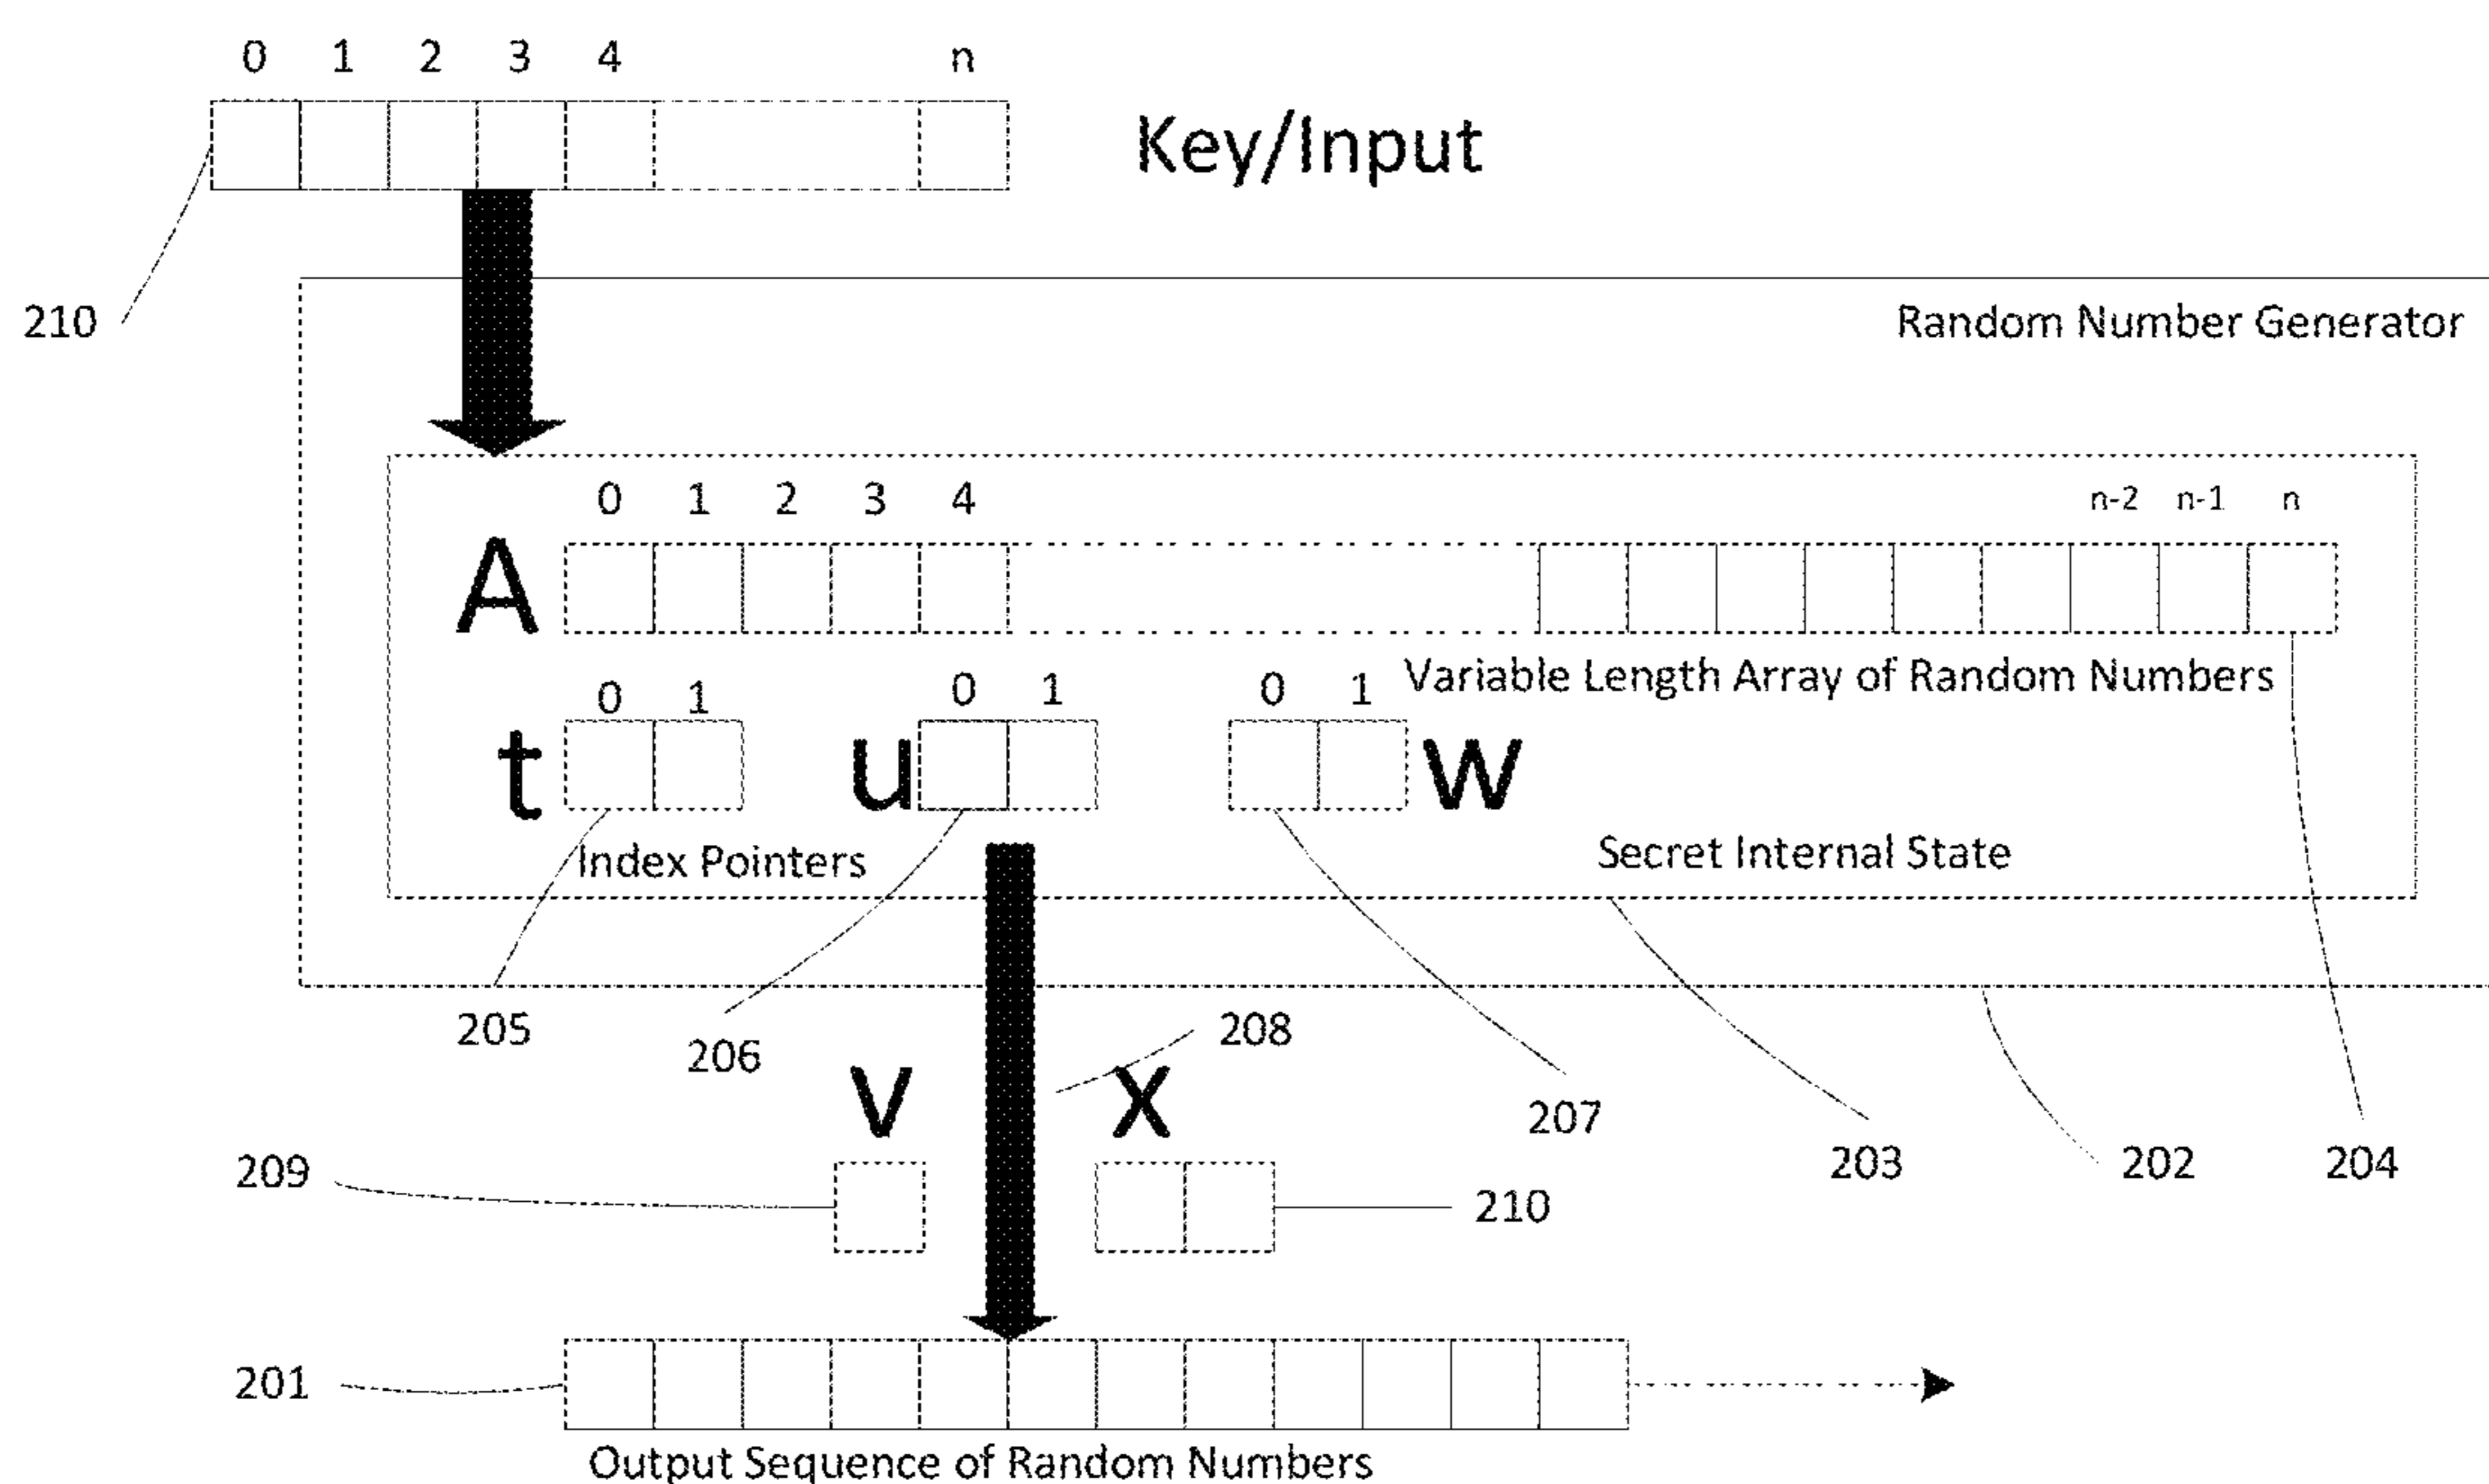 0 1 2 3 4 n
Key/Input
210
Random Number Generator
0 1 2 3 4 n-2 n-1 n
A
Variable Length Array of Random Numbers
0 1 0 1 0 1
t u w
Index Pointers
Secret Internal State
205
206
208
207
v x
203
202
204
209
210
201
Output Sequence of Random Numbers